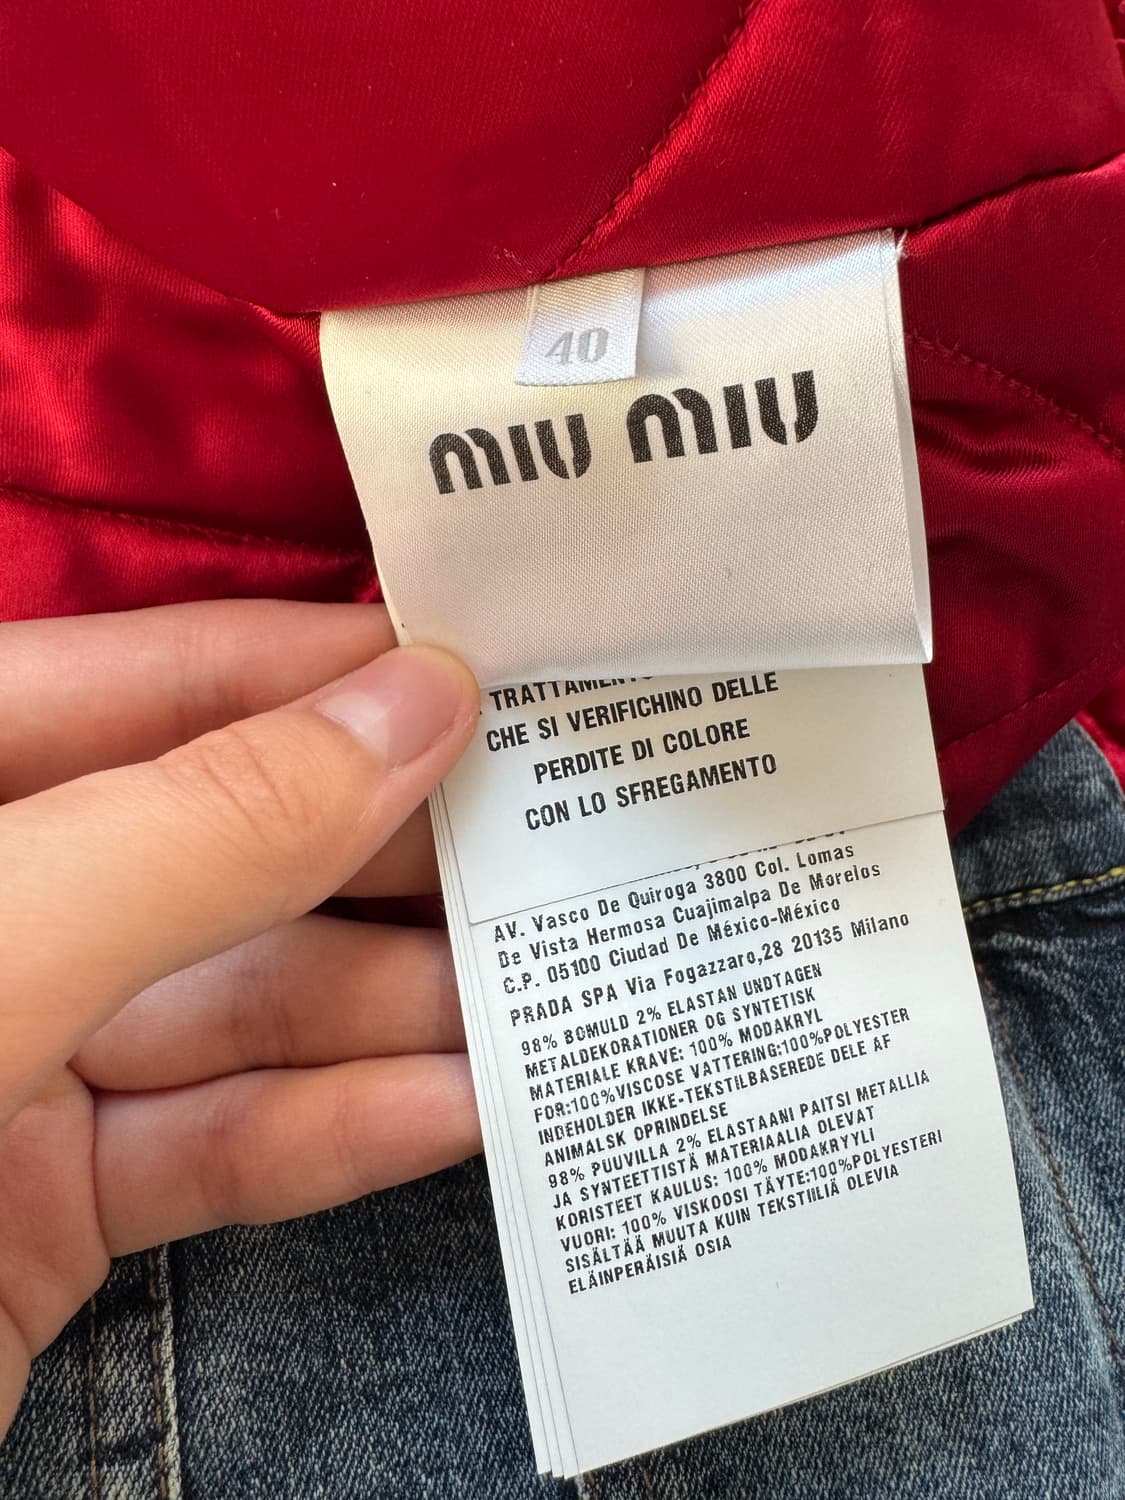 40
MIU MIU
TRATTAMENTO
CHE SI VERIFICHINO DELLE
PERDITE DI COLORE
CON LO SFREGAMENTO
AV. Vasco De Quiroga 3800 Col. Lomas
De Vista Hermosa Cuajimalpa De Morelos
C.P. 05100 Ciudad De México-México
PRADA SPA Via Fogazzaro,28 20135 Milano
98% BOMULD 2% ELASTAN UNDTAGEN
METALDEKORATIONER OG SYNTETISK
MATERIALE KRAVE: 100% MODAKRYL
FOR:100%VISCOSE VATTERING:100%POLYESTER
INDEHOLDER IKKE-TEKSTILBASEREDE DELE AF
ANIMALSK OPRINDELSE
98% PUUVILLA 2% ELASTAANI PAITSI METALLIA
JA SYNTEETTISTÄ MATERIAALIA OLEVAT
KORISTEET KAULUS: 100% MODAKRYYLI
VUORI: 100% VISKOOSI TÄYTE:100%POLYESTERI
SISÄLTÄÄ MUUTA KUIN TEKSTIILIÄ OLEVIA
ELÄINPERÄISIÄ OSIA